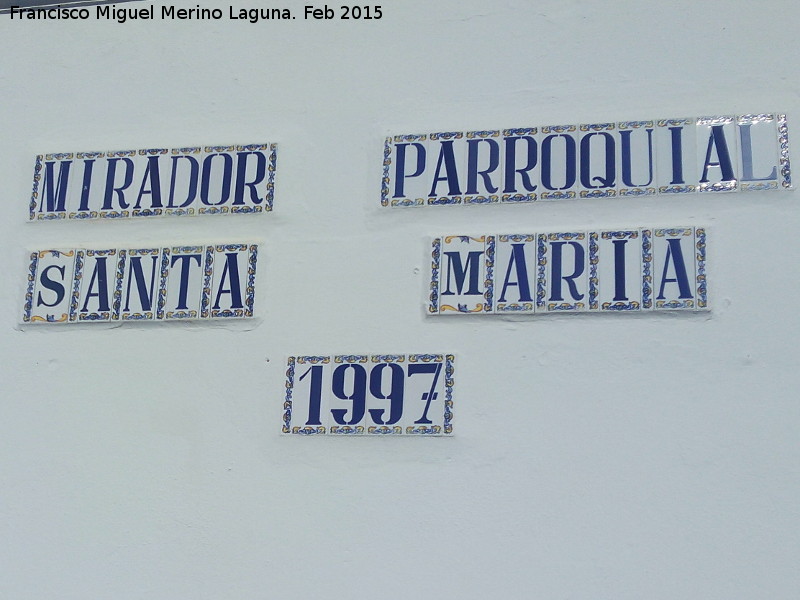 Francisco Miguel Merino Laguna. Feb 2015
MIRADOR PARROQUIAL
SANTA MARIA
1997